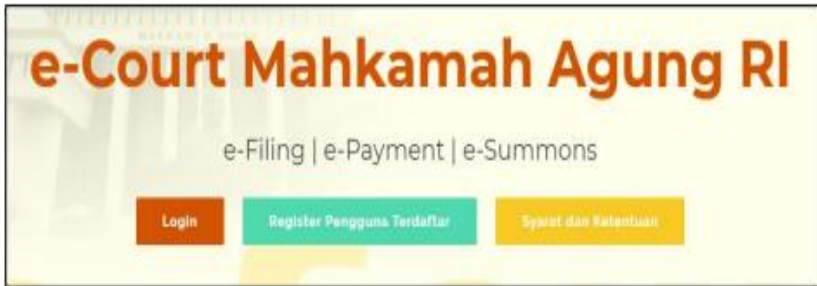 e-Court Mahkamah Agung RI
e-Filing | e-Payment | e-Summons
Login Register Pengguna Terdaftar Syarat dan Ketentuan